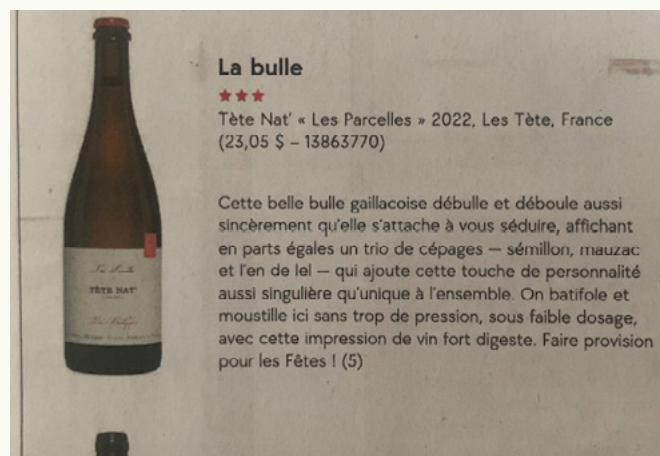 La bulle
★★★
Tète Nat' « Les Parcelles » 2022, Les Tète, France
(23,05 $ – 13863770)
Cette belle bulle gaillacoise débulle et déboule aussi
sincèrement qu'elle s'attache à vous séduire, affichant
en parts égales un trio de cépages — sémillon, mauzac
et l'en de lel — qui ajoute cette touche de personnalité
aussi singulière qu'unique à l'ensemble. On batifole et
moustille ici sans trop de pression, sous faible dosage,
avec cette impression de vin fort digeste. Faire provision
pour les Fêtes ! (5)
TÊTE NAT'